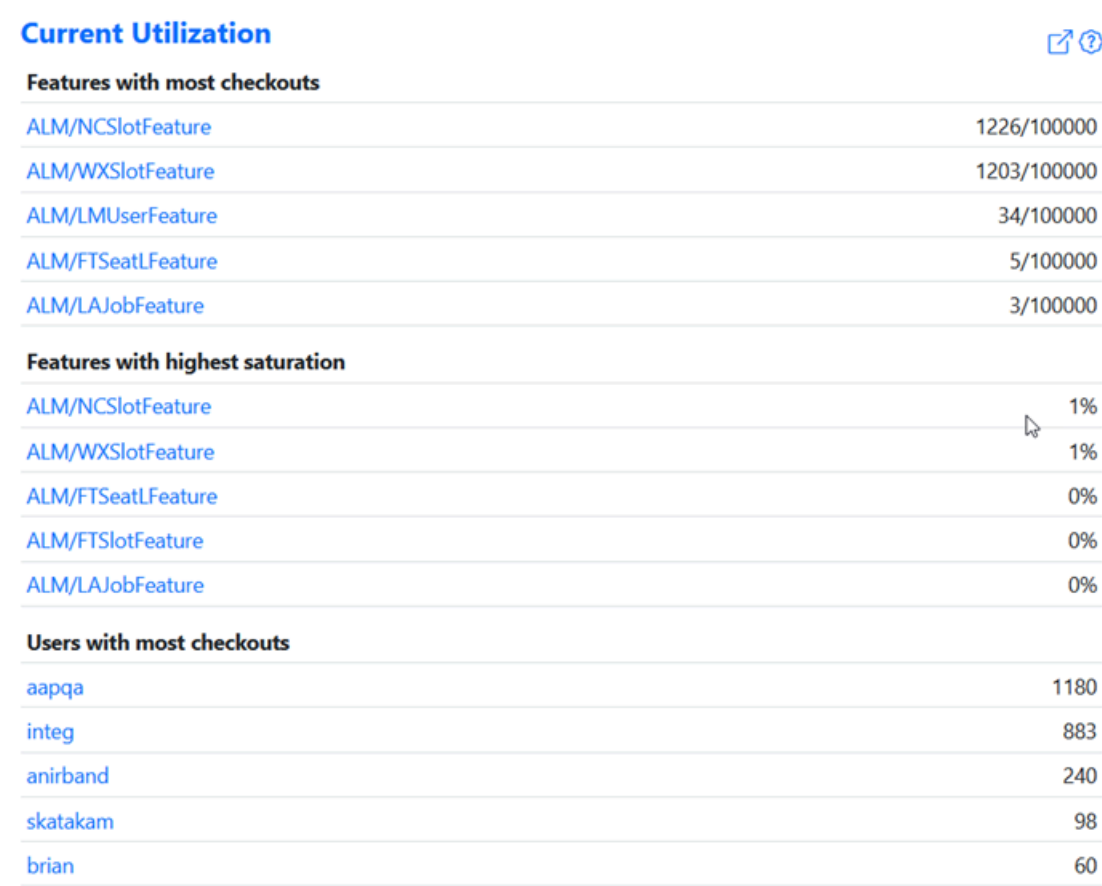 Current Utilization
Features with most checkouts
ALM/NCSlotFeature 1226/100000
ALM/WXSlotFeature 1203/100000
ALM/LMUserFeature 34/100000
ALM/FTSeatLFeature 5/100000
ALM/LAJobFeature 3/100000
Features with highest saturation
ALM/NCSlotFeature 1%
ALM/WXSlotFeature 1%
ALM/FTSeatLFeature 0%
ALM/FTSlotFeature 0%
ALM/LAJobFeature 0%
Users with most checkouts
aapqa 1180
integ 883
anirband 240
skatakam 98
brian 60